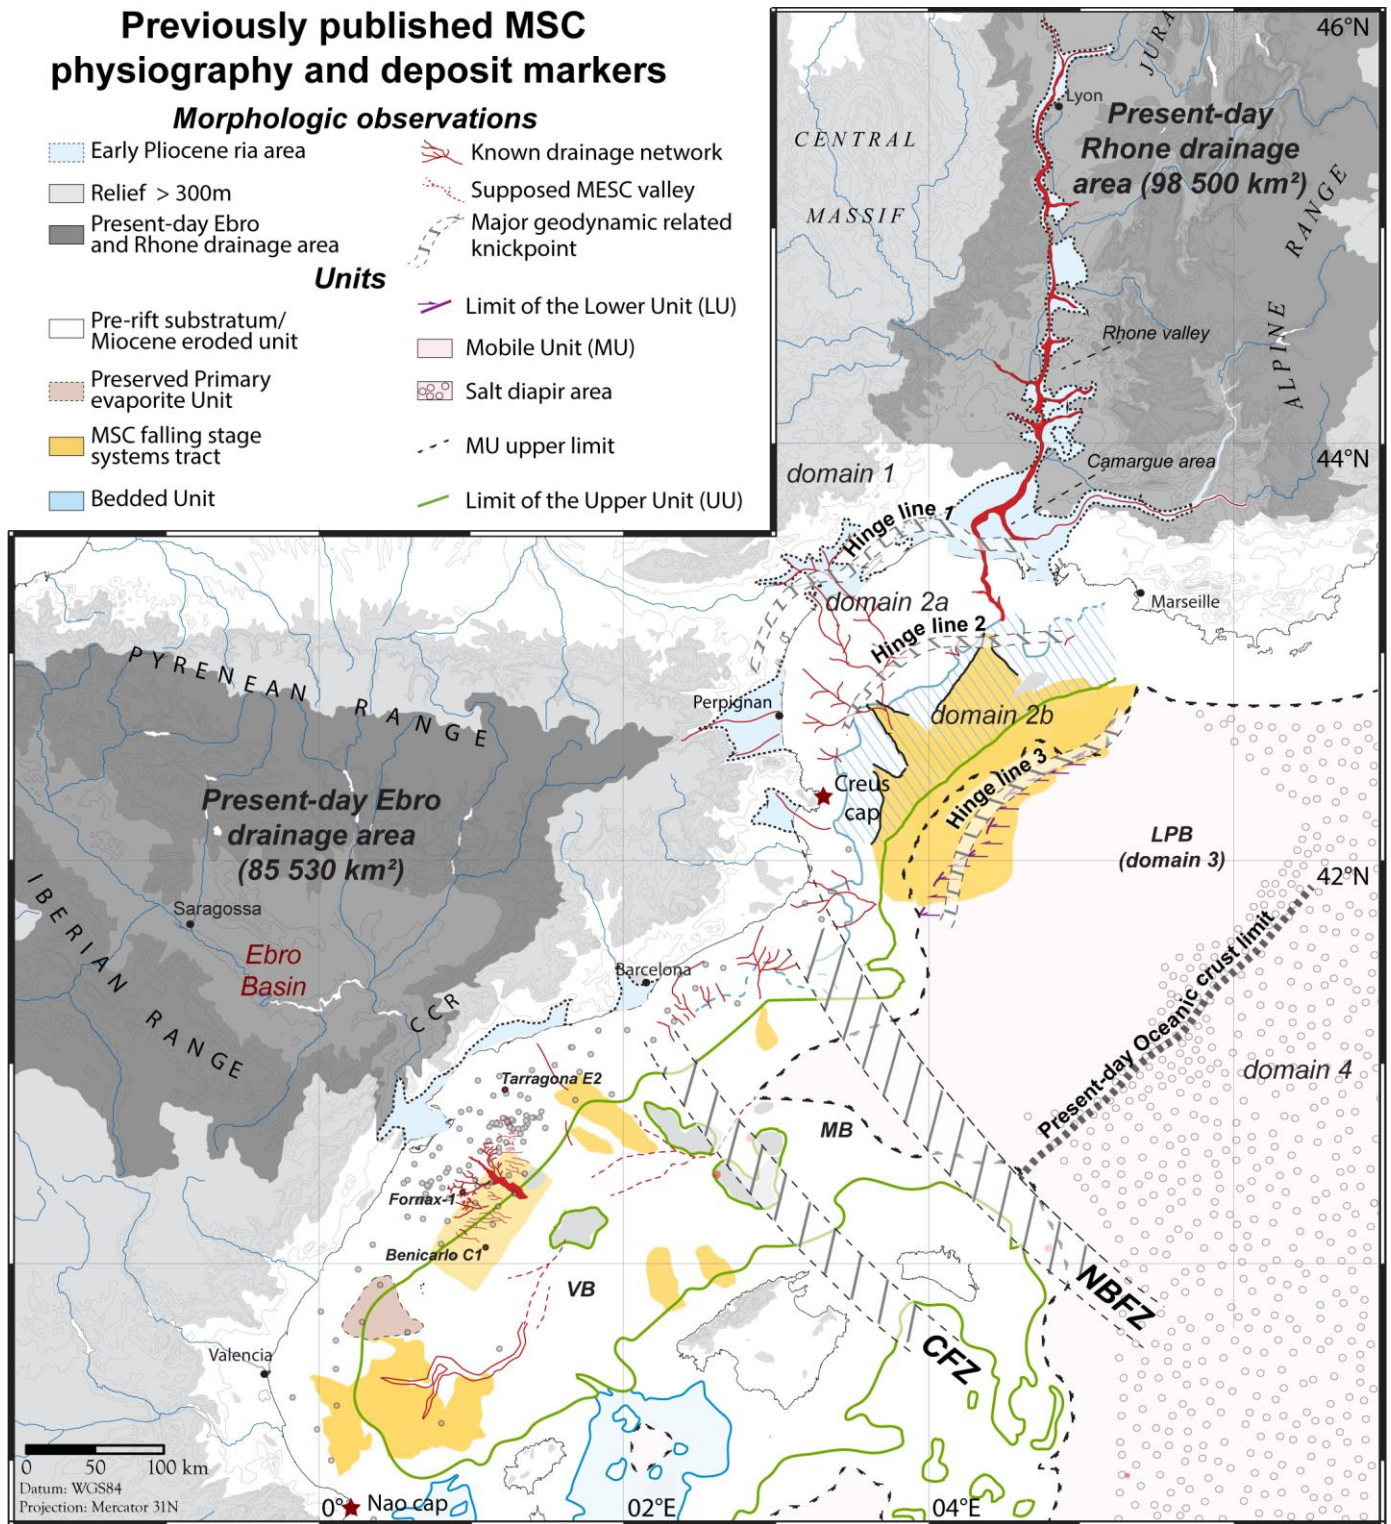 Previously published MSC
physiography and deposit markers
Morphologic observations
Early Pliocene ria area
Relief > 300m
Present-day Ebro
and Rhone drainage area
Known drainage network
Supposed MESC valley
Major geodynamic related
knickpoint
Units
Pre-rift substratum/
Miocene eroded unit
Preserved Primary
evaporite Unit
MSC falling stage
systems tract
Bedded Unit
Limit of the Lower Unit (LU)
Mobile Unit (MU)
Salt diapir area
MU upper limit
Limit of the Upper Unit (UU)
46°N
JURA
Lyon
Present-day
Rhone drainage
area (98 500 km²)
CENTRAL
MASSIF
ALPINE RANGE
Rhone valley
Camargue area
44°N
domain 1
Hinge line 1
domain 2a
Marseille
Hinge line 2
PYRENEAN RANGE
Perpignan
domain 2b
Hinge line 3
Creus
cap
Present-day Ebro
drainage area
(85 530 km²)
LPB
(domain 3)
42°N
IBERIAN RANGE
Saragossa
Ebro
Basin
Barcelona
CCR
Present-day Oceanic crust limit
domain 4
Tarragona E2
MB
Fornax-1
Benicarlo C1
VB
NBFZ
CFZ
Valencia
0 50 100 km
Datum: WGS84
Projection: Mercator 31N
0°
Nao cap
02°E
04°E